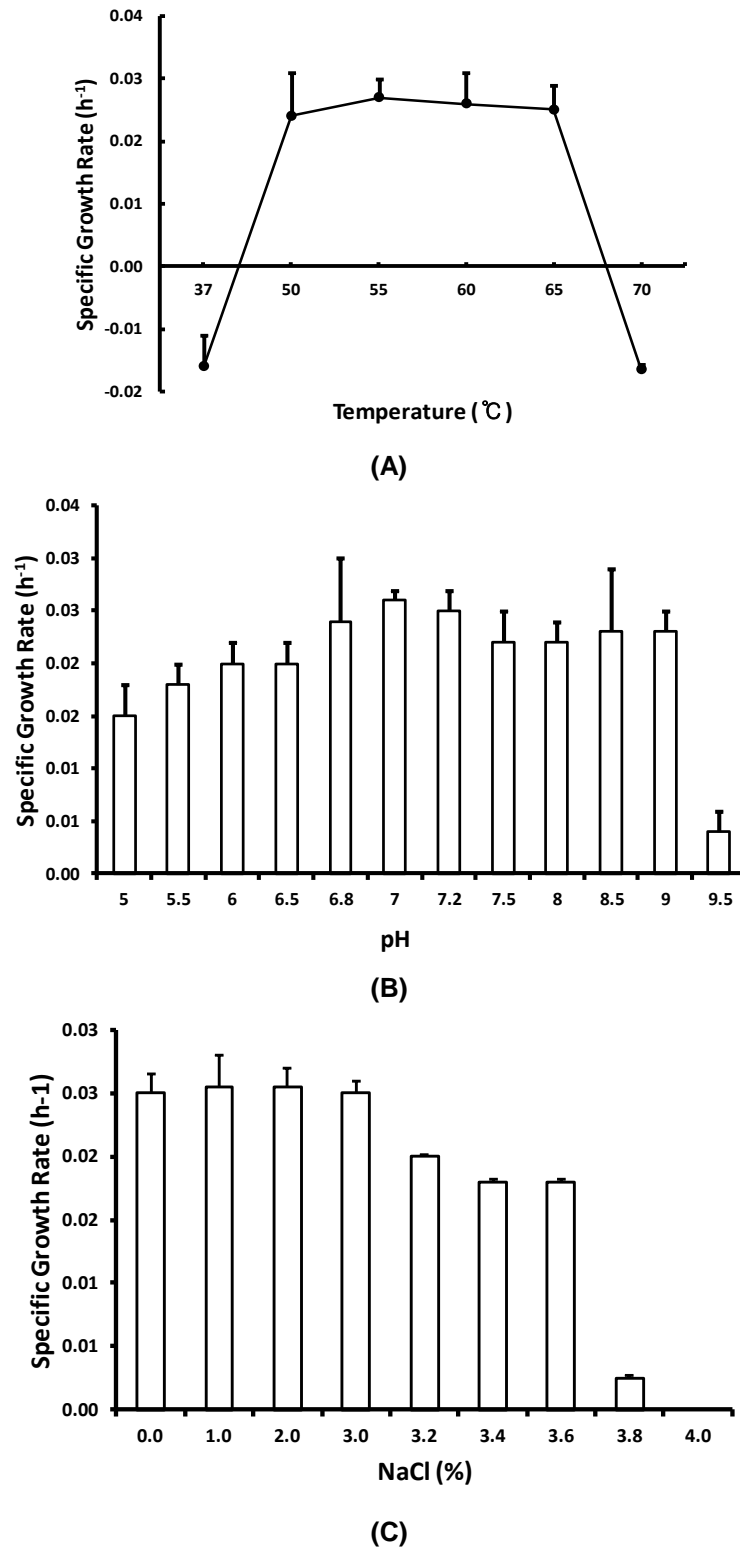 0.04
0.03
0.02
0.01
0.00
-0.01
-0.02
Specific Growth Rate (h-1)
37 50 55 60 65 70
Temperature (℃)
(A)
0.04
0.03
0.03
0.02
0.02
0.01
0.01
0.00
Specific Growth Rate (h-1)
5 5.5 6 6.5 6.8 7 7.2 7.5 8 8.5 9 9.5
pH
(B)
0.03
0.03
0.02
0.02
0.01
0.01
0.00
Specific Growth Rate (h-1)
0.0 1.0 2.0 3.0 3.2 3.4 3.6 3.8 4.0
NaCl (%)
(C)